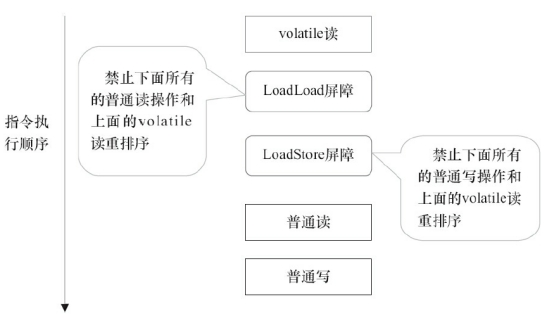 volatile读
禁止下面所有
的普通读操作和
上面的volatile
读重排序
LoadLoad屏障
指令执
行顺序
LoadStore屏障
禁止下面所有
的普通写操作和
上面的volatile读
重排序
普通读
普通写